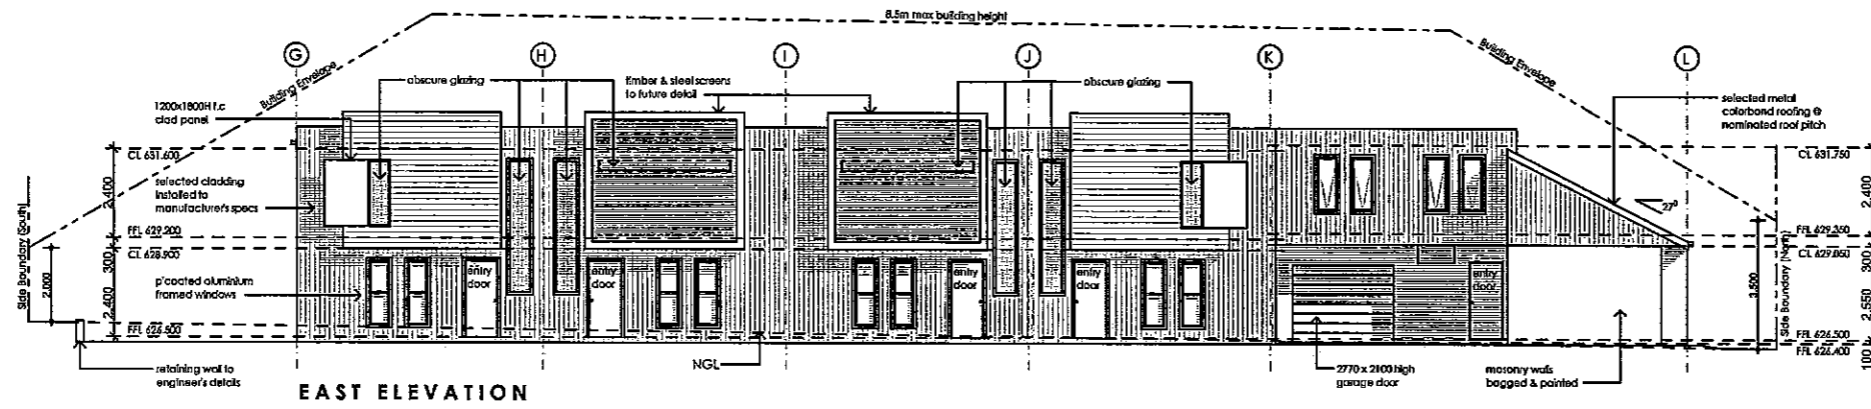 8.5m max building height
G
H
I
J
K
L
Building Envelope
Building Envelope
obscure glazing
timber & steel screens
to future detail
obscure glazing
1200x1800H f.c
clad panel
selected metal
colorbond roofing @
nominated roof pitch
CL 631.600
CL 631.750
selected cladding
installed to
manufacturer's specs
2,400
2,400
27°
FFL 629.200
FFL 629.350
CL 628.900
CL 629.050
300
300
Side Boundary (South)
2,000
2,400
p'coated aluminium
framed windows
entry
door
entry
door
entry
door
entry
door
entry
door
3,500
Side Boundary (North)
2,550
FFL 626.500
FFL 626.500
FFL 626.400
100
retaining wall to
engineer's details
NGL
2770 x 2100 high
garage door
masonry walls
bagged & painted
EAST ELEVATION